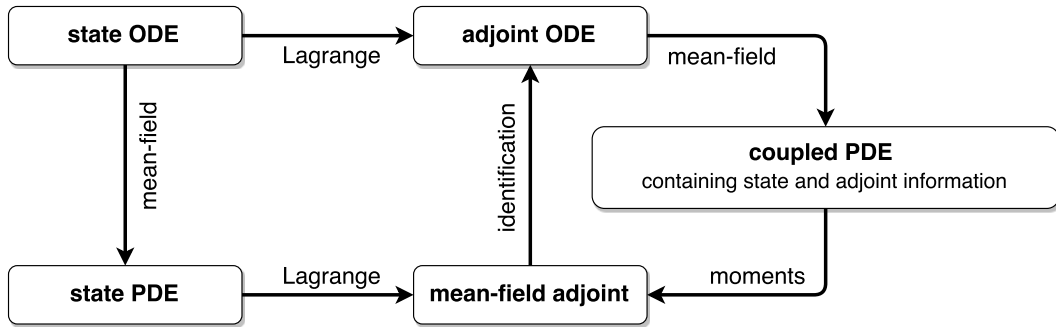 state ODE
Lagrange
adjoint ODE
mean-field
mean-field
identification
coupled PDE
containing state and adjoint information
state PDE
Lagrange
mean-field adjoint
moments